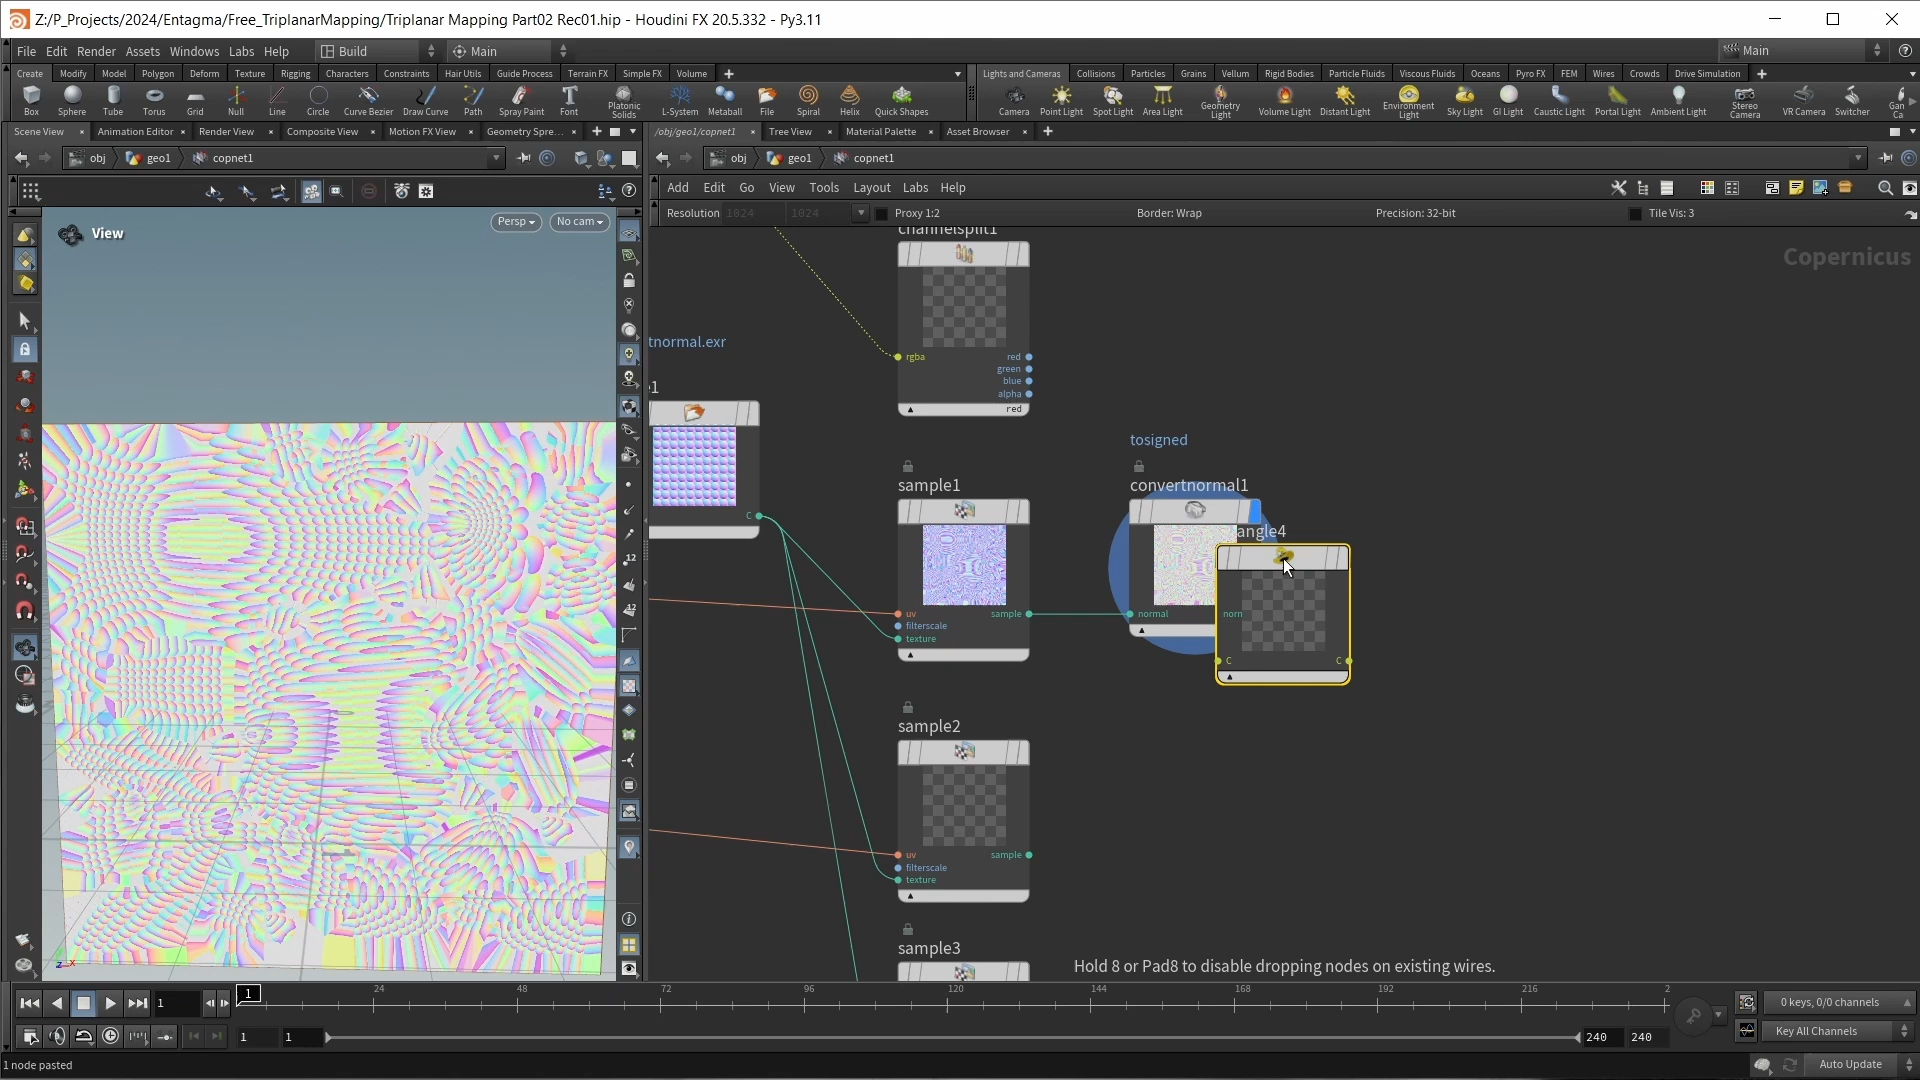 Z:/P_Projects/2024/Entagma/Free_TriplanarMapping/Triplanar Mapping Part02 Rec01.hip - Houdini FX 20.5.332 - Py3.11
File Edit Render Assets Windows Labs Help Build Main Main
Create Modify Model Polygon Deform Texture Rigging Characters Constraints Hair Utils Guide Process Terrain FX Simple FX Volume
Lights and Cameras Collisions Particles Grains Vellum Rigid Bodies Particle Fluids Viscous Fluids Oceans Pyro FX FEM Wires Crowds Drive Simulation
Box Sphere Tube Torus Grid Null Line Circle Curve Bezier Draw Curve Path Spray Paint Font Platonic Solids L-System Metaball File Spiral Helix Quick Shapes
Camera Point Light Spot Light Area Light Geometry Light Volume Light Distant Light Environment Light Sky Light GI Light Caustic Light Portal Light Ambient Light Stereo Camera VR Camera Switcher Gan Ca
Scene View Animation Editor Render View Composite View Motion FX View Geometry Spre...
/obj/geo1/copnet1 Tree View Material Palette Asset Browser
obj geo1 copnet1
obj geo1 copnet1
Add Edit Go View Tools Layout Labs Help
Resolution 1024 1024 Proxy 1:2 Border: Wrap Precision: 32-bit Tile Vis: 3
View
Persp No cam
Copernicus
channelsplit1
rgba
red
green
blue
alpha
red
tnormal.exr
1
C
tosigned
sample1
uv
filterscale
texture
sample
convertnormal1
normal
norn
angle4
C C
sample2
uv
filterscale
texture
sample
sample3
12
12
z x
Hold 8 or Pad8 to disable dropping nodes on existing wires.
1 1 24 48 72 96 120 144 168 192 216 2
0 keys, 0/0 channels
1 1 240 240
Key All Channels
1 node pasted
Auto Update